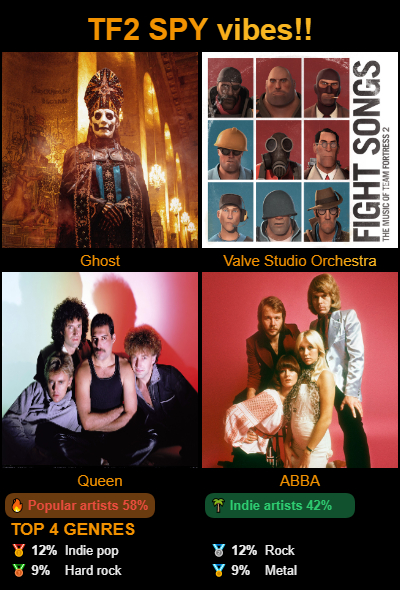 TF2 SPY vibes!!
FIGHT SONGS
THE MUSIC OF TEAM FORTRESS 2
Ghost
Valve Studio Orchestra
Queen
ABBA
🔥 Popular artists 58%
🌴 Indie artists 42%
TOP 4 GENRES
🥇 12% Indie pop
🥈 12% Rock
🥉 9% Hard rock
🏅 9% Metal